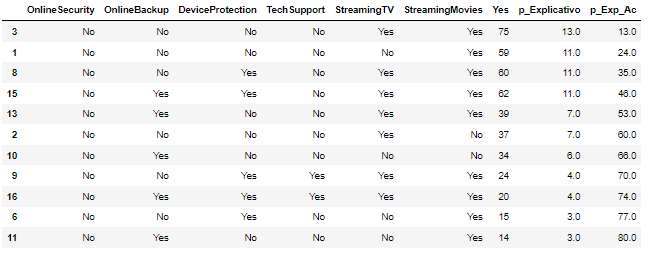 OnlineSecurity OnlineBackup DeviceProtection TechSupport StreamingTV StreamingMovies Yes p_Explicativo p_Exp_Ac
3 No No No No Yes Yes 75 13.0 13.0
1 No No No No No Yes 59 11.0 24.0
8 No No Yes No Yes Yes 60 11.0 35.0
15 No Yes Yes No Yes Yes 62 11.0 46.0
13 No Yes No No Yes Yes 39 7.0 53.0
2 No No No No Yes No 37 7.0 60.0
10 No Yes No No No No 34 6.0 66.0
9 No No Yes Yes Yes Yes 24 4.0 70.0
16 No Yes Yes Yes Yes Yes 20 4.0 74.0
6 No No Yes No No Yes 15 3.0 77.0
11 No Yes No No No Yes 14 3.0 80.0